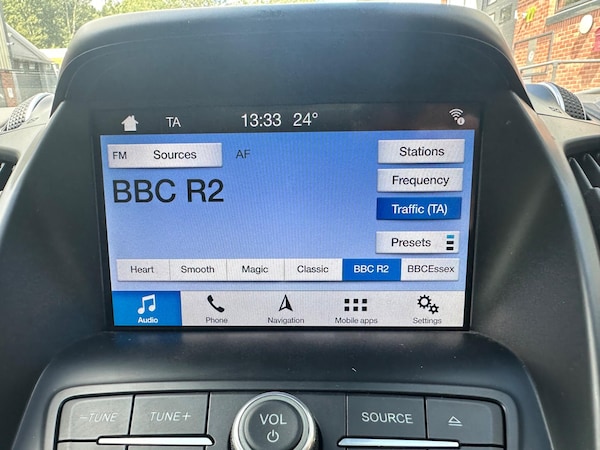 TA 13:33 24°
FM Sources AF Stations
BBC R2
Frequency
Traffic (TA)
Presets
Heart Smooth Magic Classic BBC R2 BBCEssex
Audio Phone Navigation Mobile apps Settings
–TUNE TUNE+ VOL SOURCE